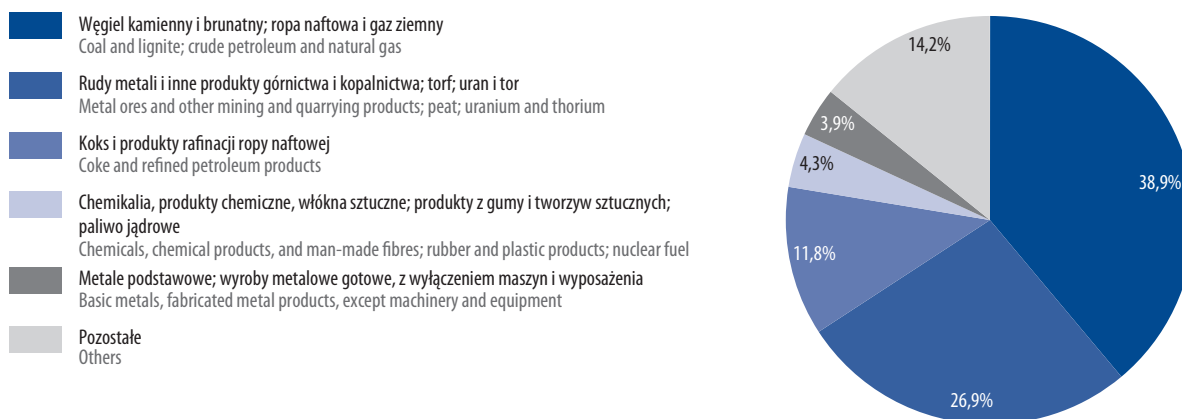 Węgiel kamienny i brunatny; ropa naftowa i gaz ziemny
Coal and lignite; crude petroleum and natural gas
Rudy metali i inne produkty górnictwa i kopalnictwa; torf; uran i tor
Metal ores and other mining and quarrying products; peat; uranium and thorium
Koks i produkty rafinacji ropy naftowej
Coke and refined petroleum products
Chemikalia, produkty chemiczne, włókna sztuczne; produkty z gumy i tworzyw sztucznych;
paliwo jądrowe
Chemicals, chemical products, and man-made fibres; rubber and plastic products; nuclear fuel
Metale podstawowe; wyroby metalowe gotowe, z wyłączeniem maszyn i wyposażenia
Basic metals, fabricated metal products, except machinery and equipment
Pozostałe
Others
14,2%
3,9%
4,3%
11,8%
26,9%
38,9%